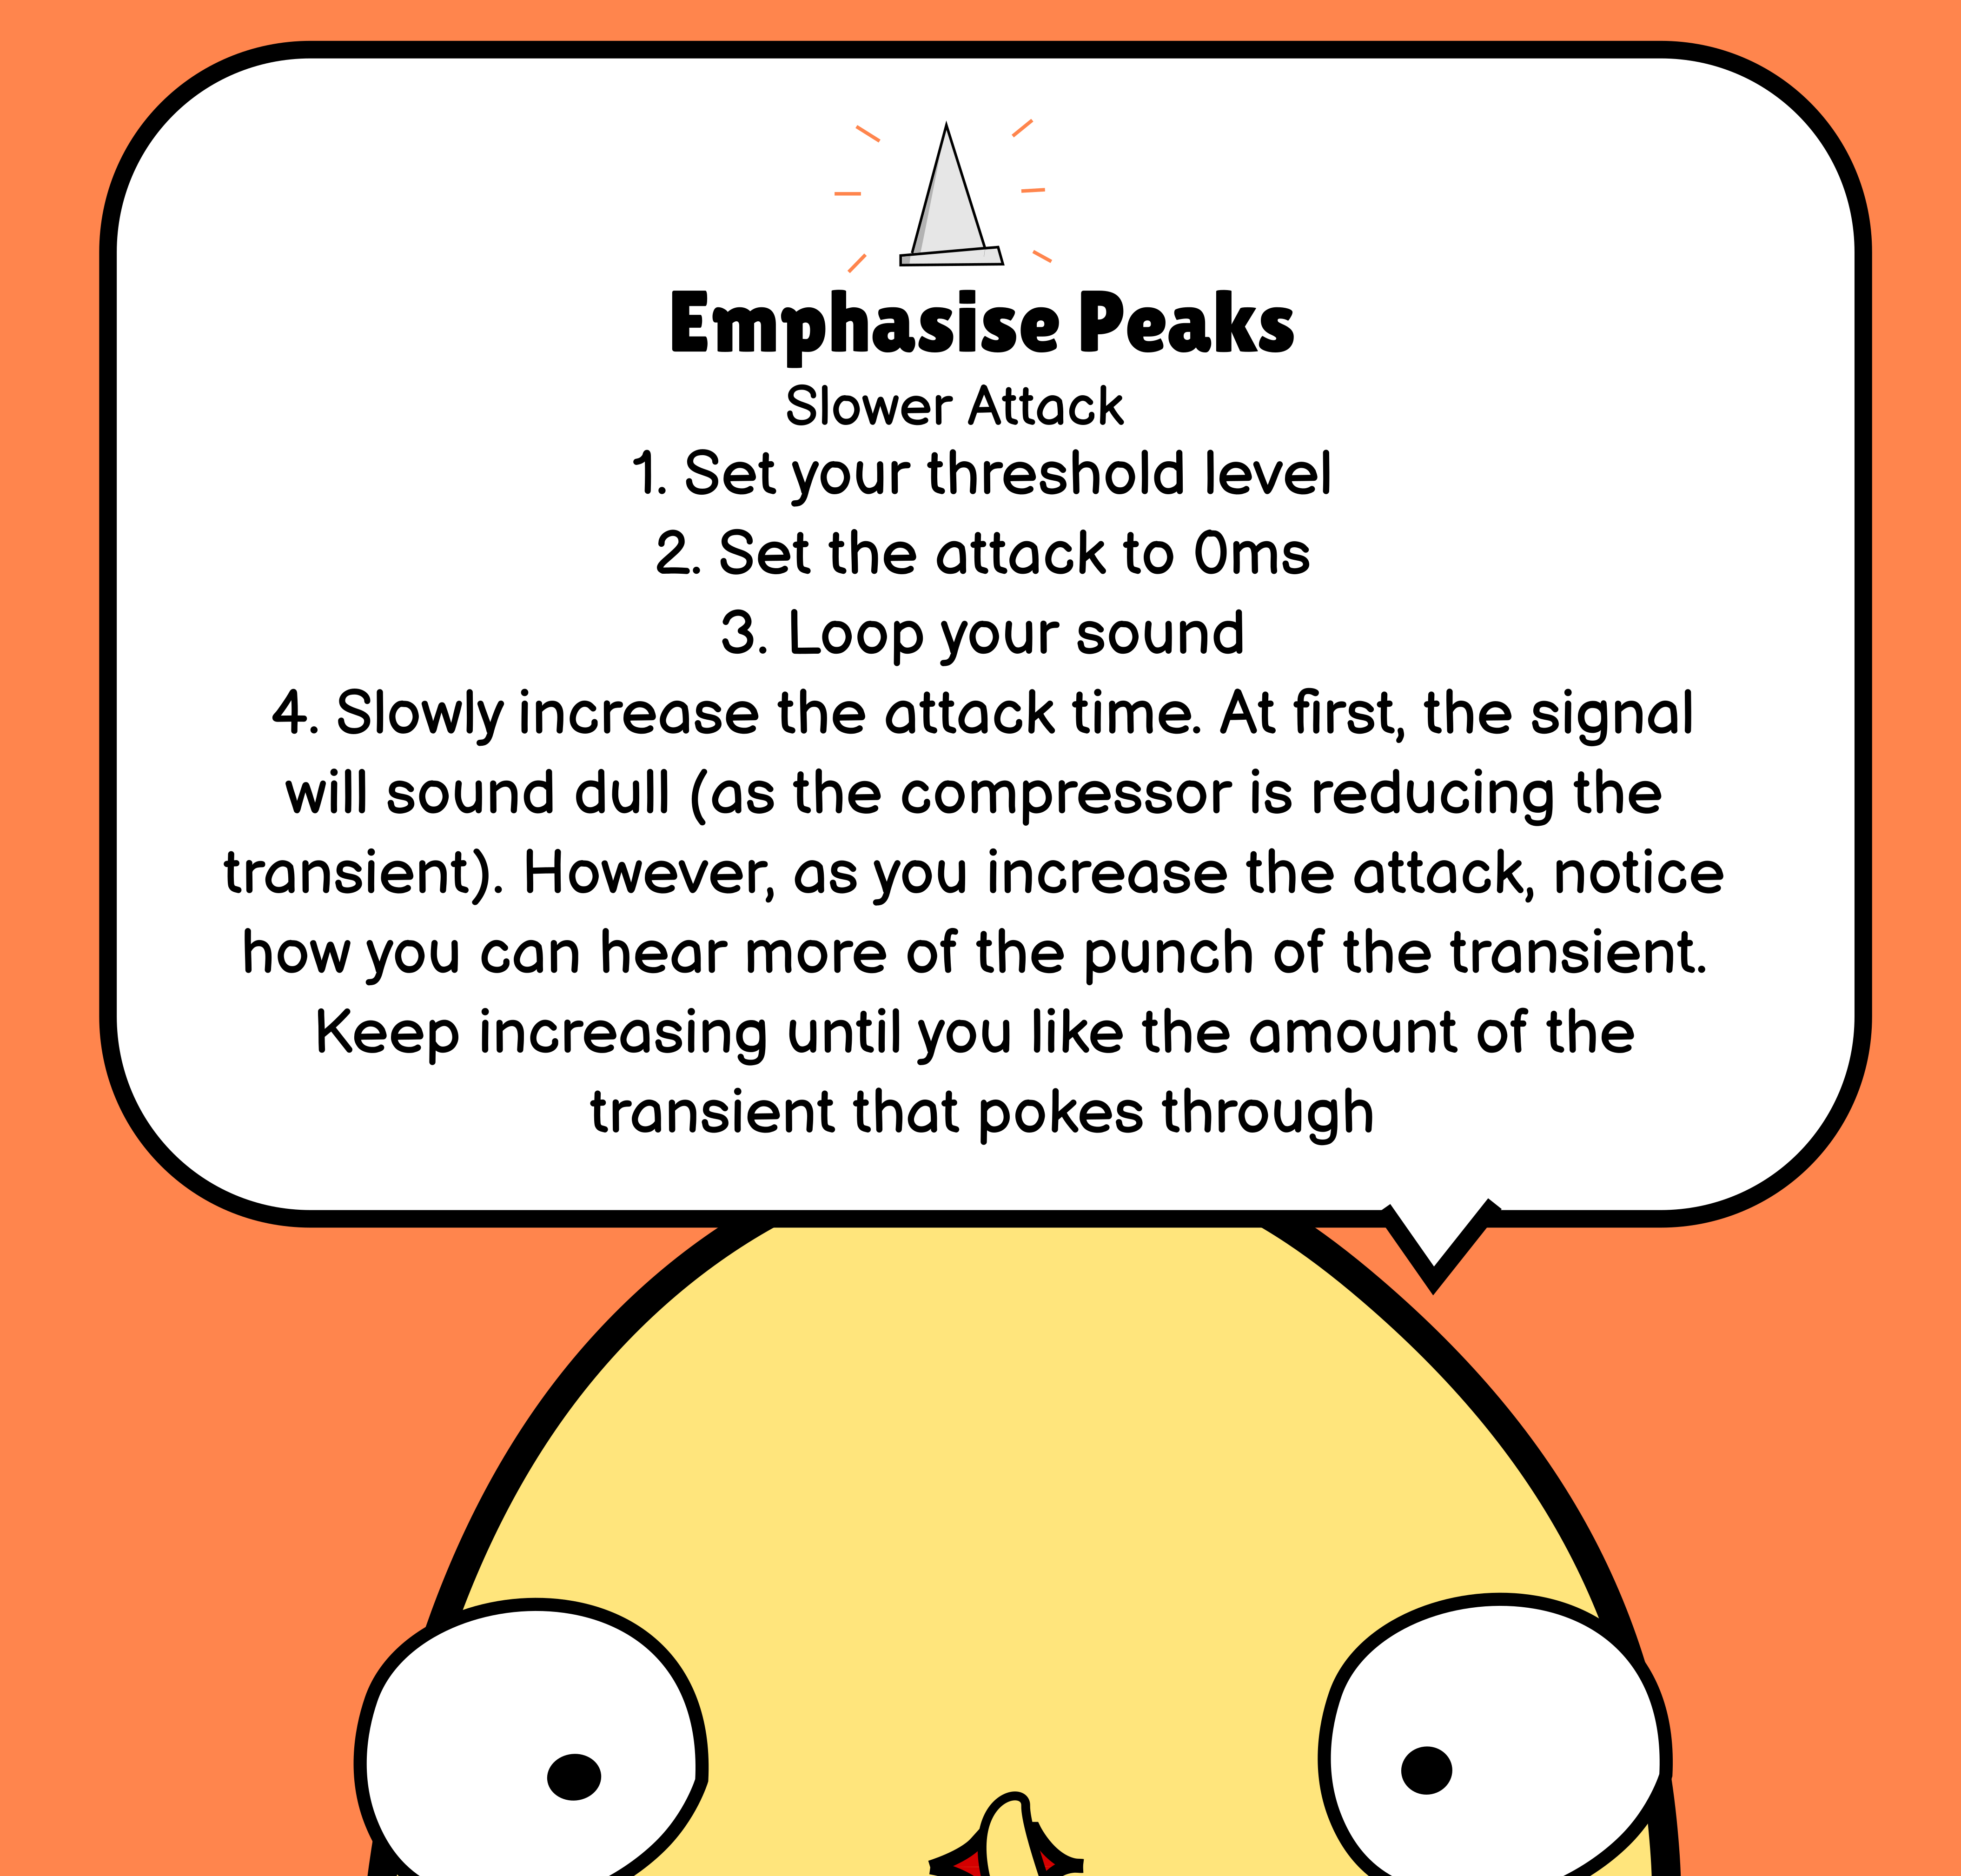 Emphasise Peaks
Slower Attack
1. Set your threshold level
2. Set the attack to 0ms
3. Loop your sound
4. Slowly increase the attack time. At first, the signal
will sound dull (as the compressor is reducing the
transient). However, as you increase the attack, notice
how you can hear more of the punch of the transient.
Keep increasing until you like the amount of the
transient that pokes through